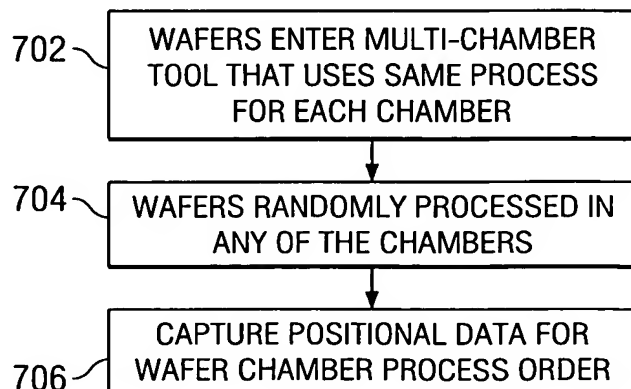 702
WAFERS ENTER MULTI-CHAMBER
TOOL THAT USES SAME PROCESS
FOR EACH CHAMBER
704
WAFERS RANDOMLY PROCESSED IN
ANY OF THE CHAMBERS
706
CAPTURE POSITIONAL DATA FOR
WAFER CHAMBER PROCESS ORDER